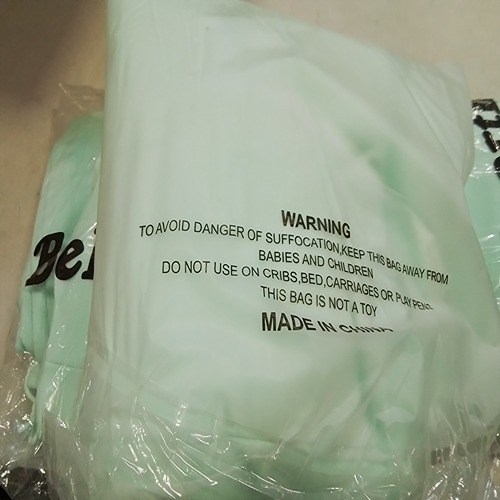 WARNING
TO AVOID DANGER OF SUFFOCATION,KEEP THIS BAG AWAY FROM
BABIES AND CHILDREN
DO NOT USE ON CRIBS,BED,CARRIAGES OR PLAY PENS
THIS BAG IS NOT A TOY
MADE IN CHINA
Bel